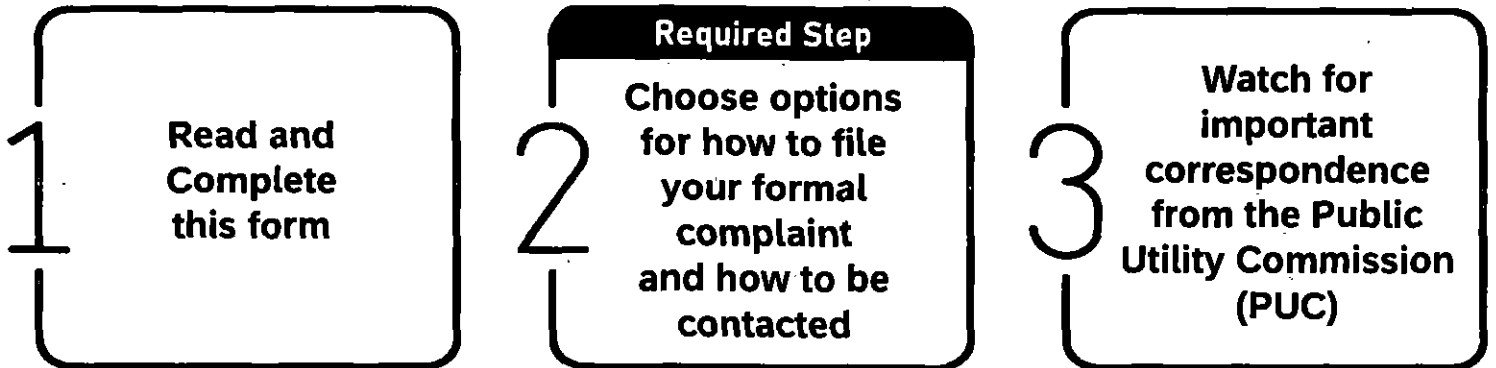 1
Read and
Complete
this form
Required Step
2
Choose options
for how to file
your formal
complaint
and how to be
contacted
3
Watch for
important
correspondence
from the Public
Utility Commission
(PUC)